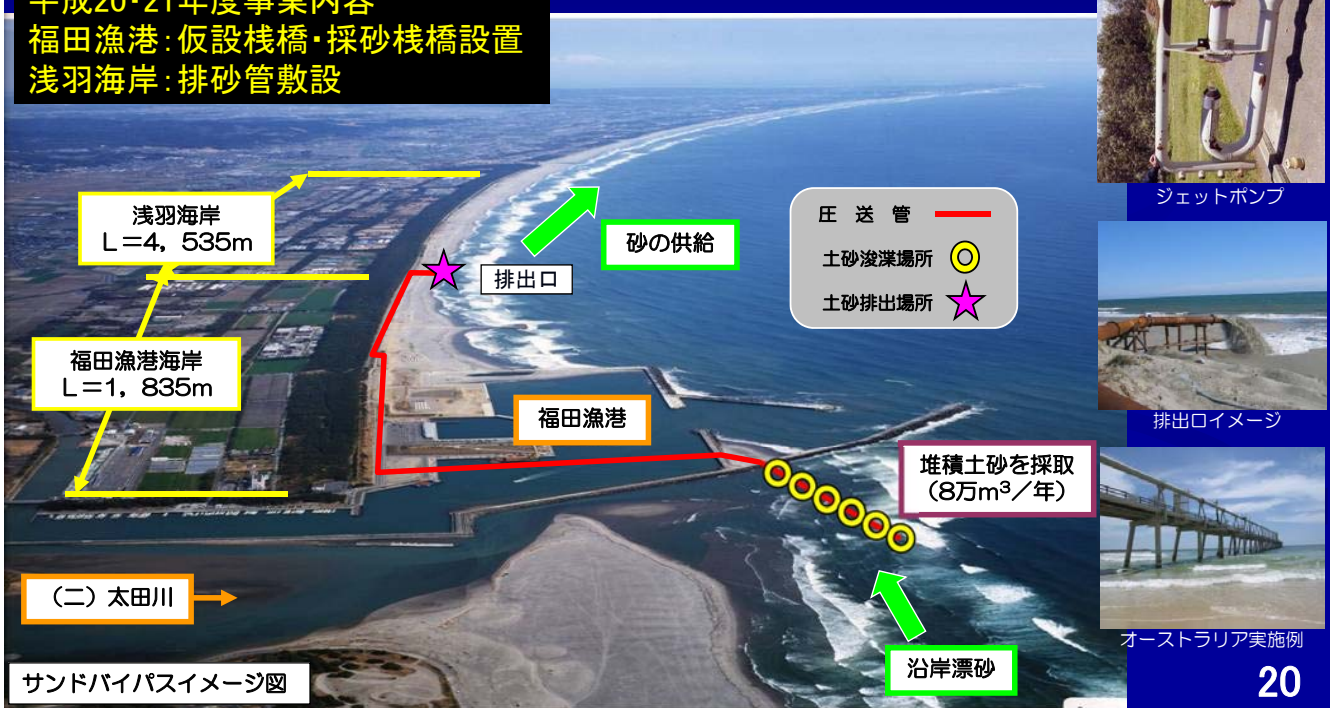 平成20・21年度事業内容
福田漁港：仮設桟橋・採砂桟橋設置
浅羽海岸：排砂管敷設
浅羽海岸
L＝4，535m
福田漁港海岸
L＝1，835m
砂の供給
排出口
圧送管
土砂浚渫場所
土砂排出場所
福田漁港
堆積土砂を採取
（8万m³／年）
（二）太田川
沿岸漂砂
サンドバイパスイメージ図
ジェットポンプ
排出口イメージ
オーストラリア実施例
20